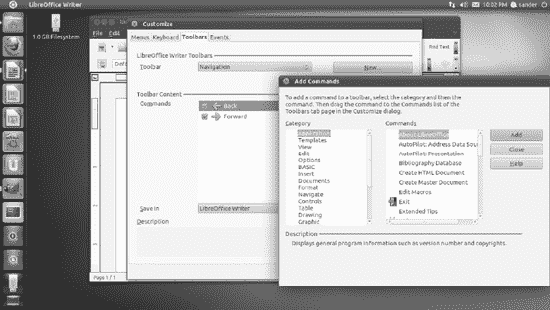 LibreOffice Writer
10:02 PM
sander
1.0 GB Filesystem
File
Customize
Menus Keyboard Toolbars Events
LibreOffice Writer Toolbars
Toolbar
Navigation
New...
Toolbar Content
Commands
Back
Forward
Save In
LibreOffice Writer
Description
Find Text
Page 1 / 1
Add Commands
To add a command to a toolbar, select the category and then the
command. Then drag the command to the Commands list of the
Toolbars tab page in the Customize dialog.
Category
Application
Templates
View
Edit
Options
BASIC
Insert
Documents
Format
Navigate
Controls
Table
Drawing
Graphic
Commands
About LibreOffice
AutoPilot: Address Data Sou
AutoPilot: Presentation
Bibliography Database
Create HTML Document
Create Master Document
Edit Macros
Exit
Extended Tips
Add
Close
Help
Description
Displays general program information such as version number and copyrights.